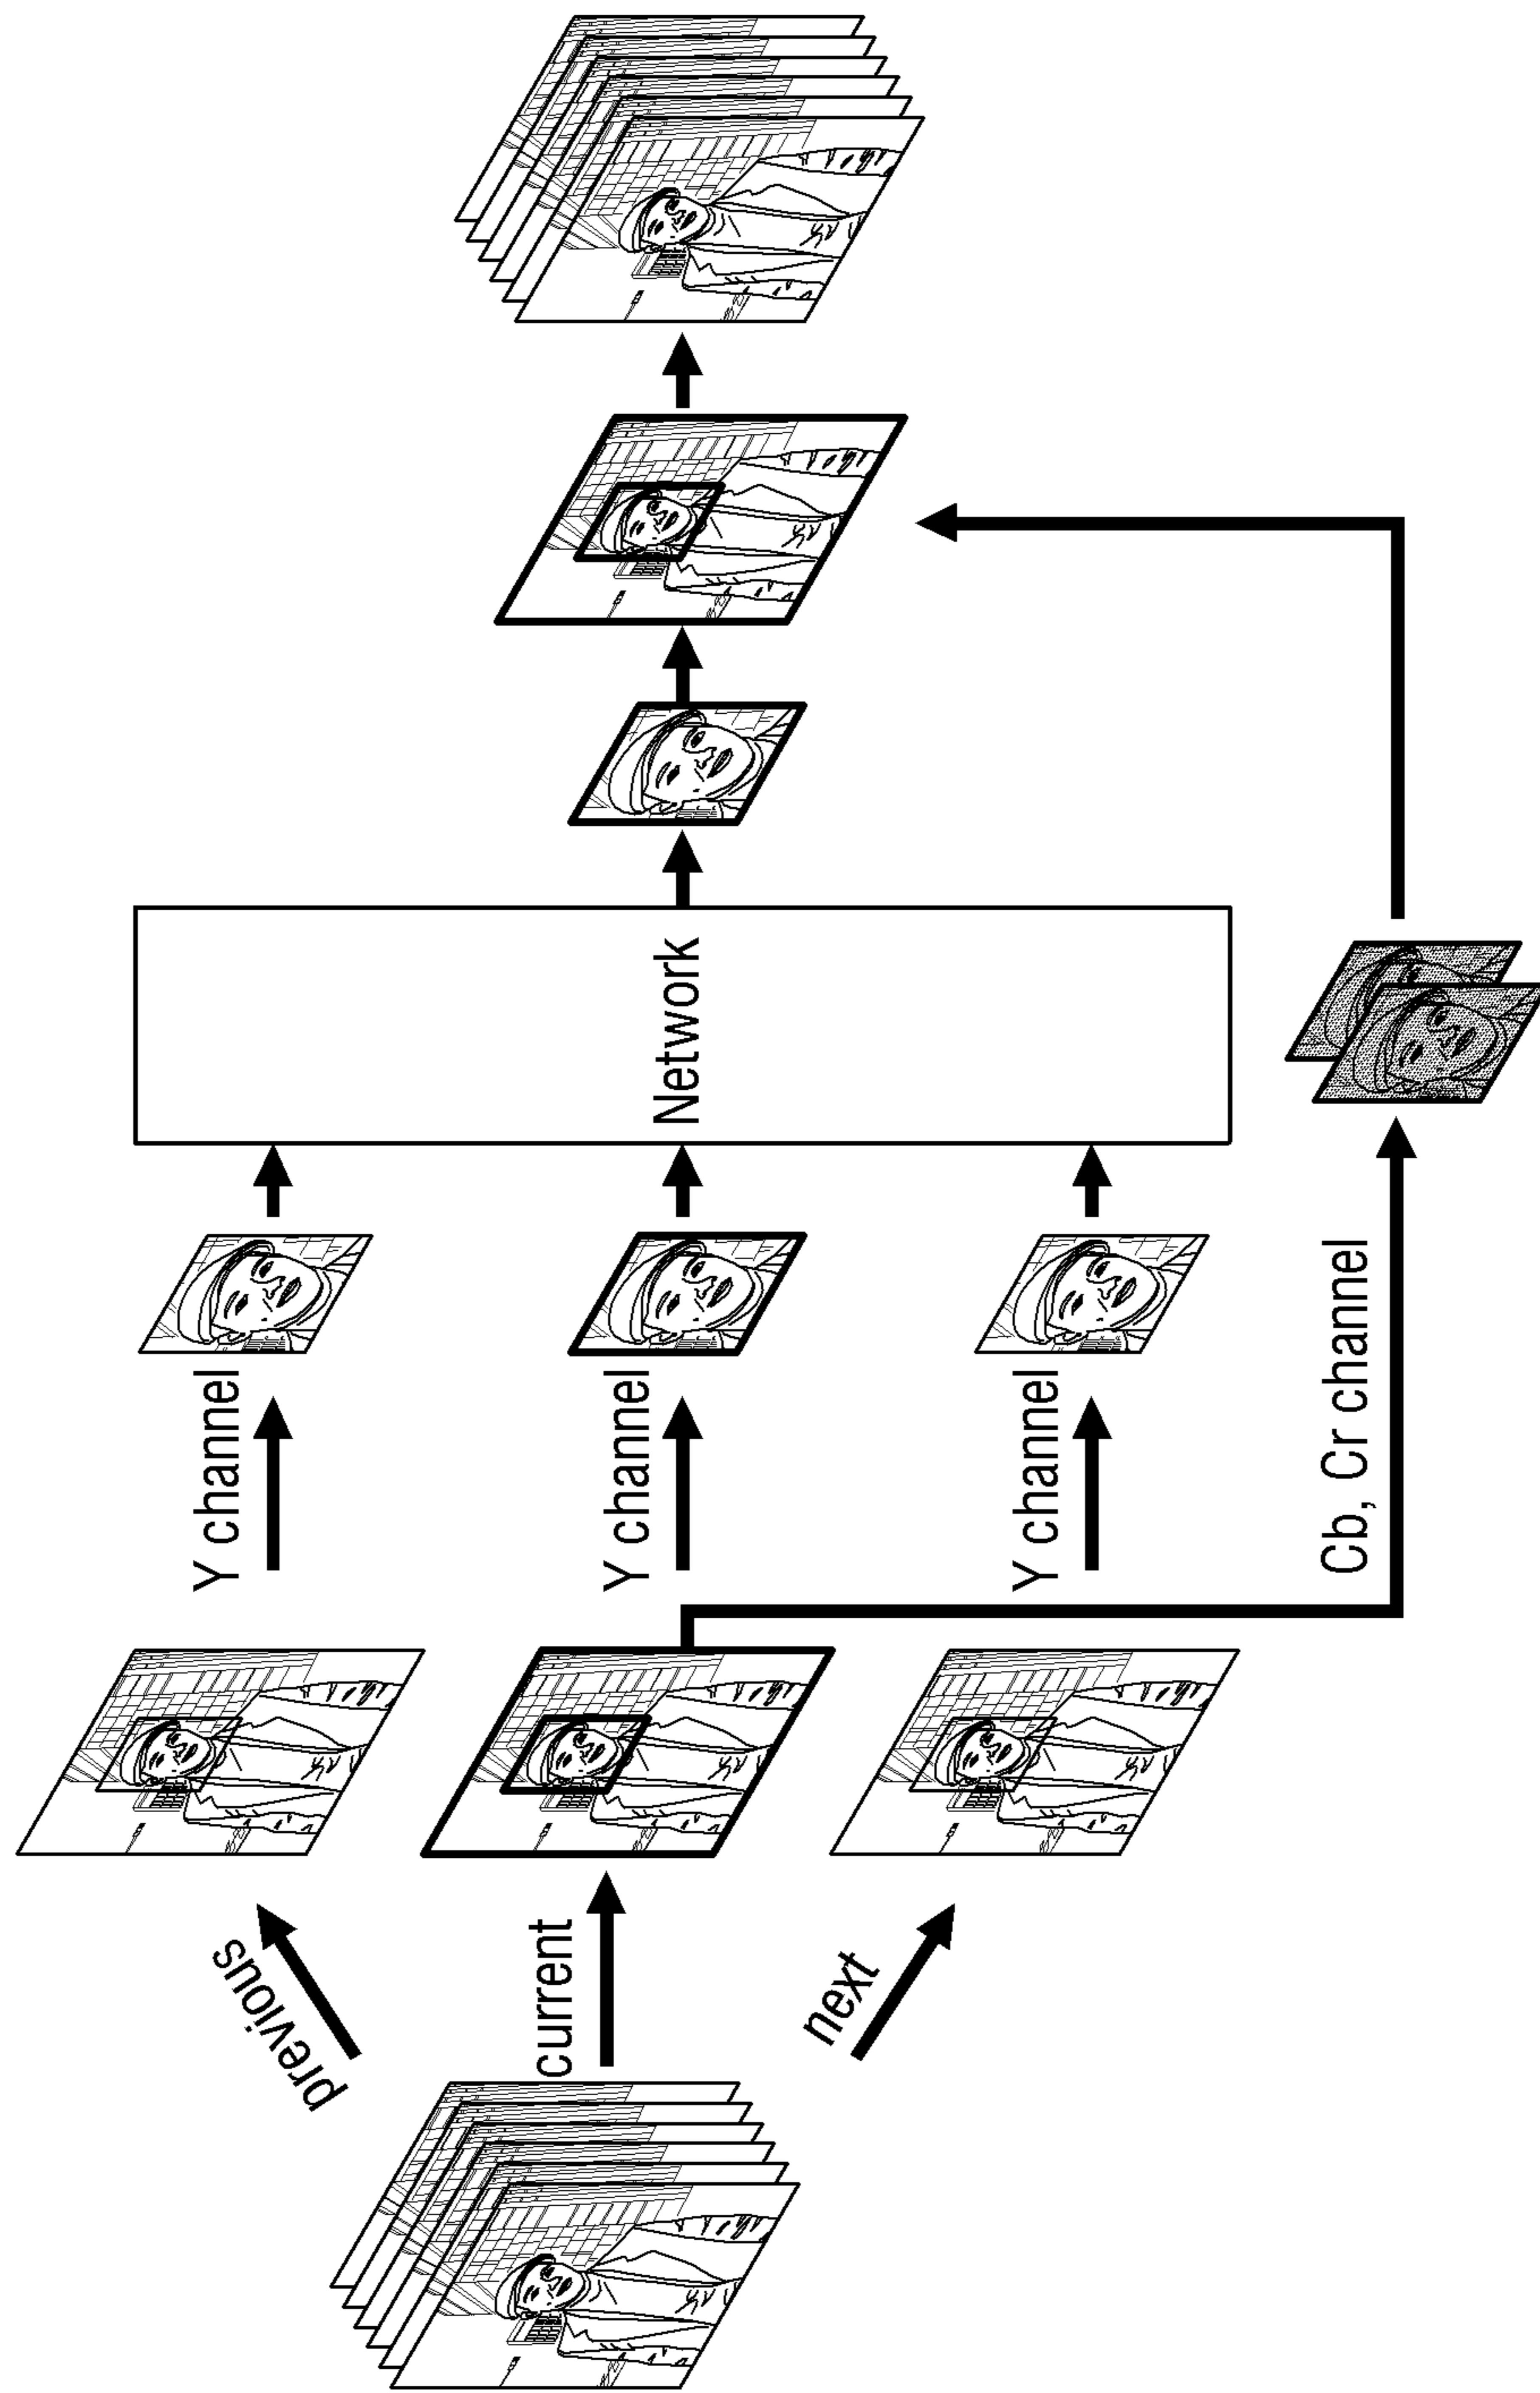 previous
current
next
Y channel
Y channel
Y channel
Cb, Cr channel
Network